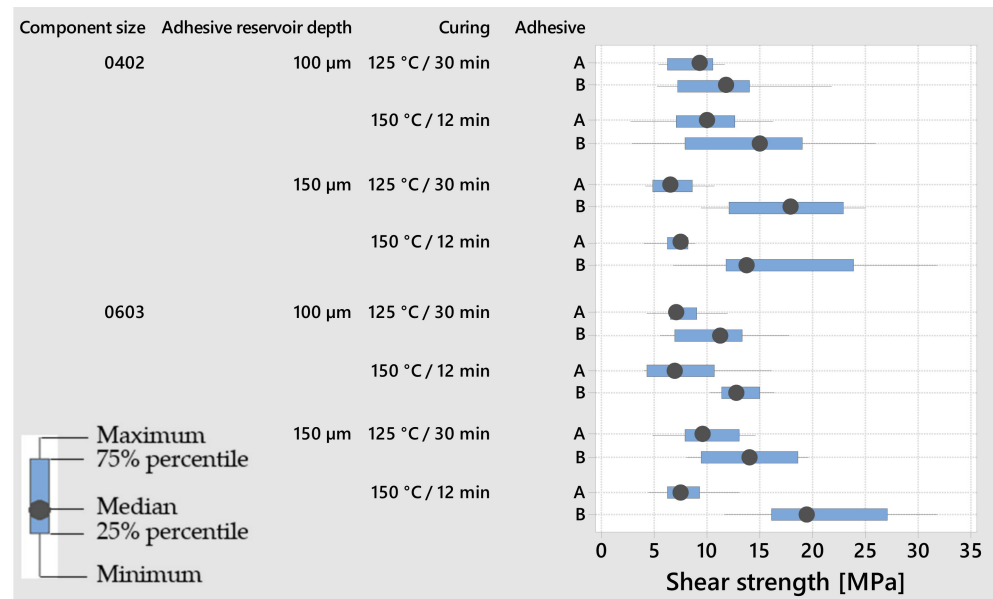 Component size Adhesive reservoir depth Curing Adhesive
0402 100 µm 125 °C / 30 min A
B
150 °C / 12 min A
B
150 µm 125 °C / 30 min A
B
150 °C / 12 min A
B
0603 100 µm 125 °C / 30 min A
B
150 °C / 12 min A
B
150 µm 125 °C / 30 min A
B
150 °C / 12 min A
B
Maximum
75% percentile
Median
25% percentile
Minimum
0 5 10 15 20 25 30 35
Shear strength [MPa]